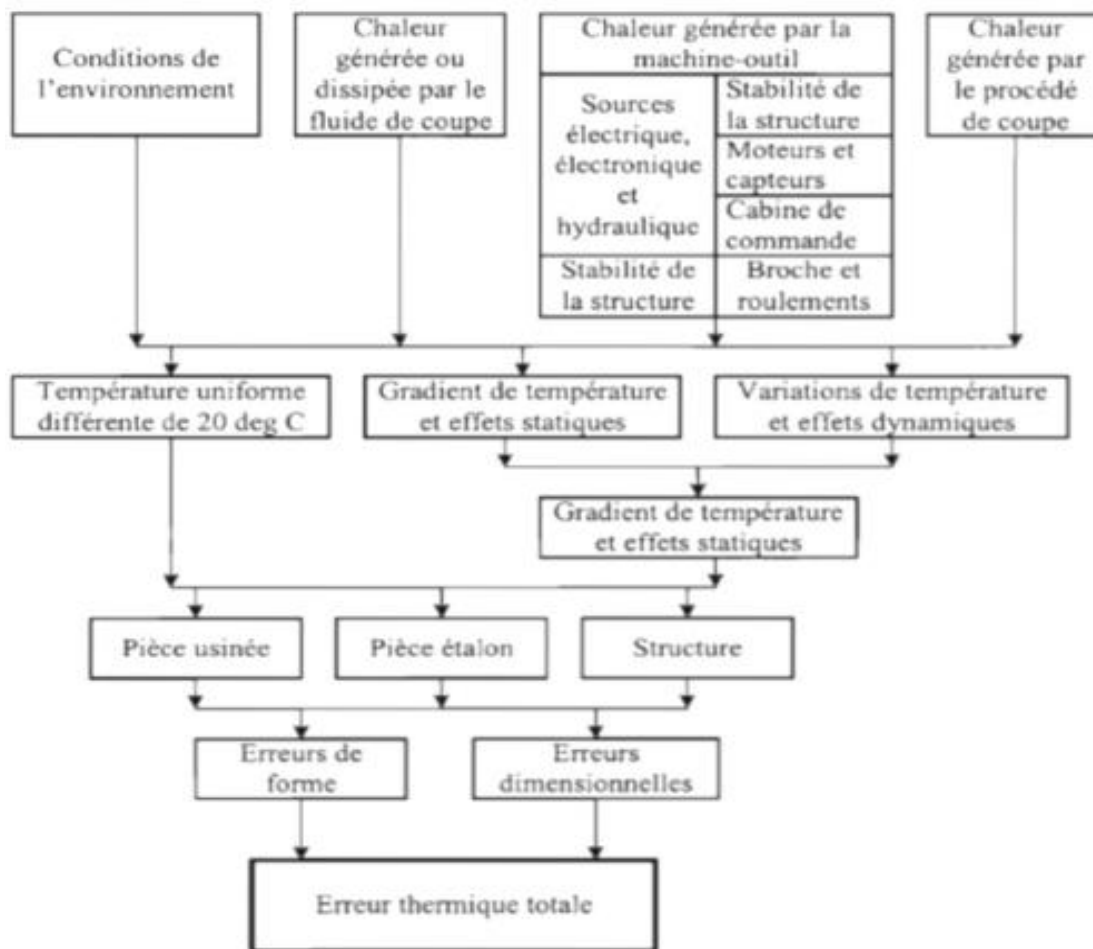 Conditions de
l'environnement
Chaleur
générée ou
dissipée par le
fluide de coupe
Chaleur générée par la
machine-outil
Sources
électrique,
électronique
et
hydraulique
Stabilité de
la structure
Stabilité de
la structure
Moteurs et
capteurs
Cabine de
commande
Broche et
roulements
Chaleur
générée par
le procédé
de coupe
Température uniforme
différente de 20 deg C
Gradient de température
et effets statiques
Variations de température
et effets dynamiques
Gradient de température
et effets statiques
Pièce usinée
Pièce étalon
Structure
Erreurs de
forme
Erreurs
dimensionnelles
Erreur thermique totale